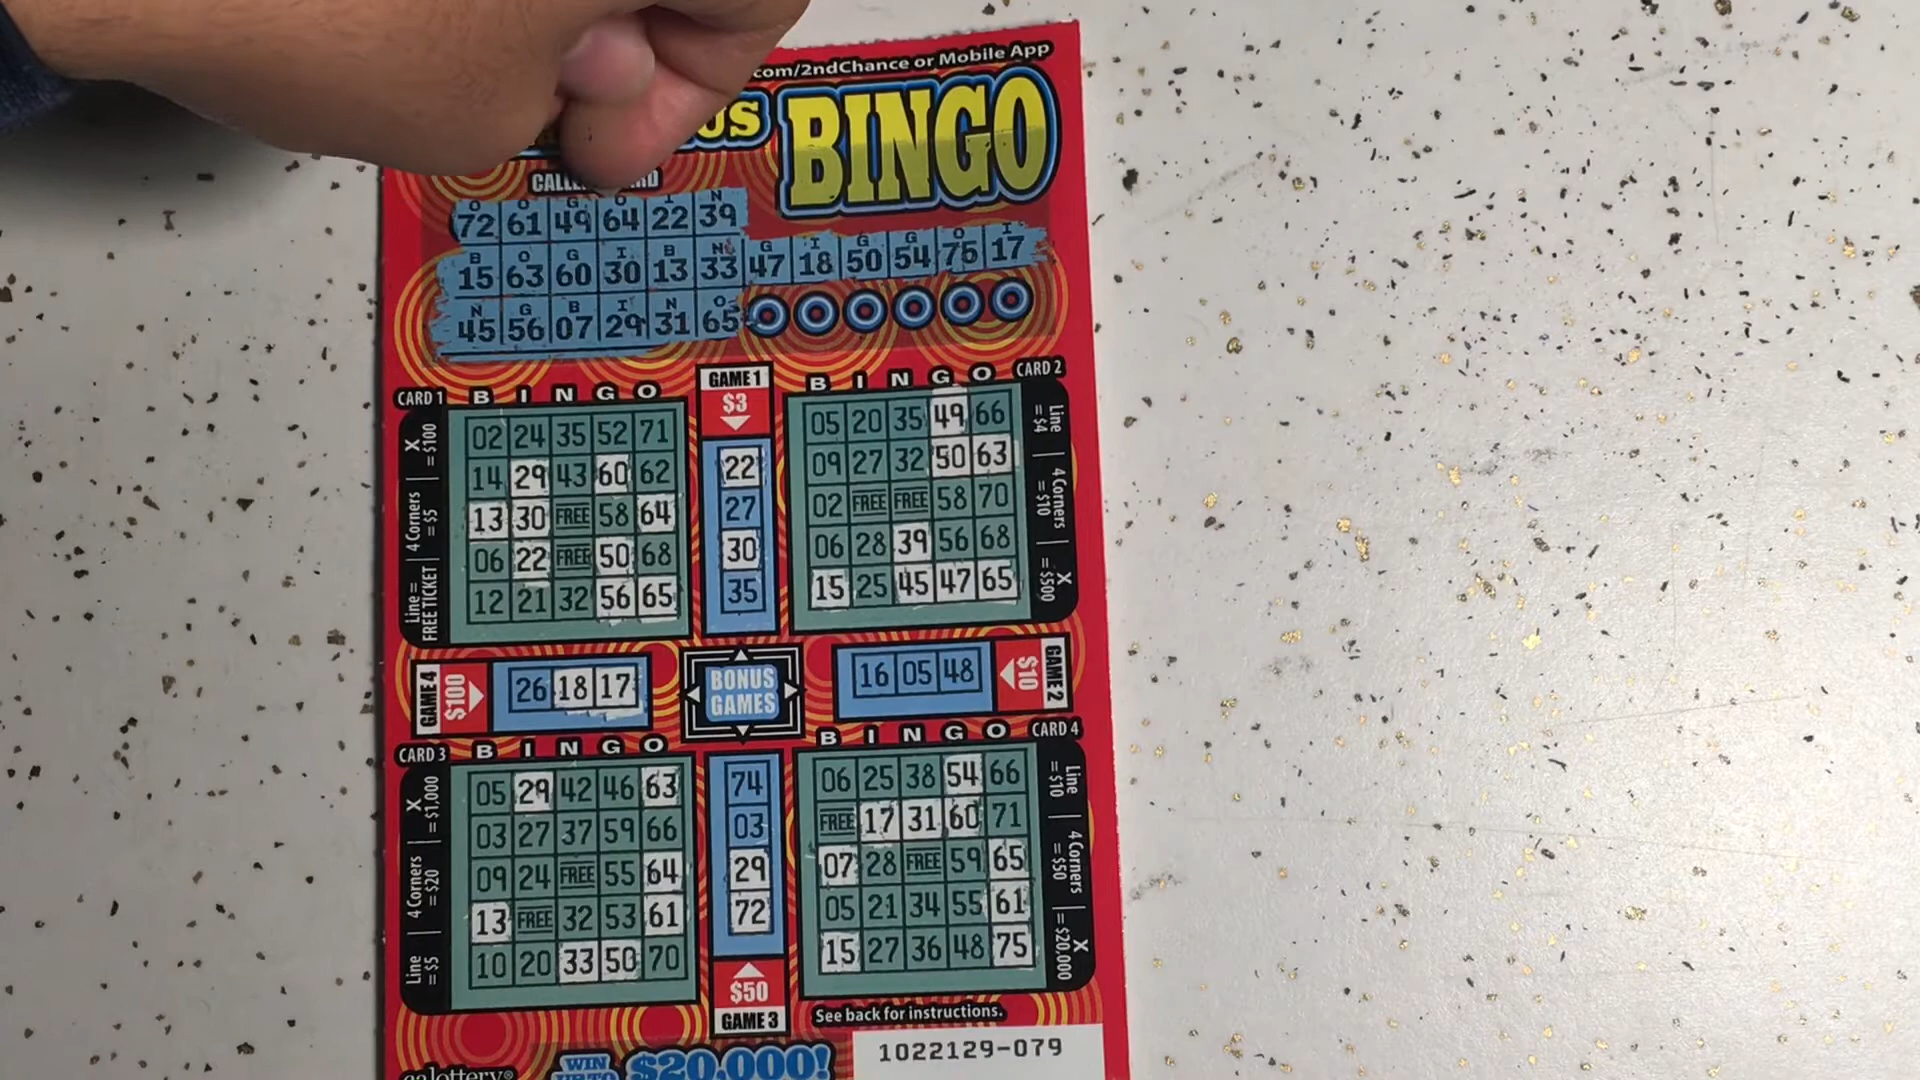 com/2ndChance or Mobile App
US BINGO
O O G O I N
72 61 49 64 22 39
B O G I B N G I G G O I
15 63 60 30 13 33 47 18 50 54 75 17
N G B I N O
45 56 07 29 31 65
CARD 1 B I N G O
X = $100
4 Corners = $5
Line = FREE TICKET
02 24 35 52 71
14 29 43 60 62
13 30 FREE 58 64
06 22 FREE 50 68
12 21 32 56 65
GAME 1
$3
22
27
30
35
B I N G O CARD 2
05 20 35 49 66
09 27 32 50 63
02 FREE FREE 58 70
06 28 39 56 68
15 25 45 47 65
Line = $4
4 Corners = $10
X = $500
GAME 4
$100
26 18 17
BONUS
GAMES
16 05 48
$10
GAME 2
CARD 3 B I N G O
X = $1,000
4 Corners = $20
Line = $5
05 29 42 46 63
03 27 37 59 66
09 24 FREE 55 64
13 FREE 32 53 61
10 20 33 50 70
74
03
29
72
$50
GAME 3
B I N G O CARD 4
06 25 38 54 66
FREE 17 31 60 71
07 28 FREE 59 65
05 21 34 55 61
15 27 36 48 75
Line = $10
4 Corners = $50
X = $20,000
See back for instructions.
1022129-079
calottery
WIN UP TO $20,000!